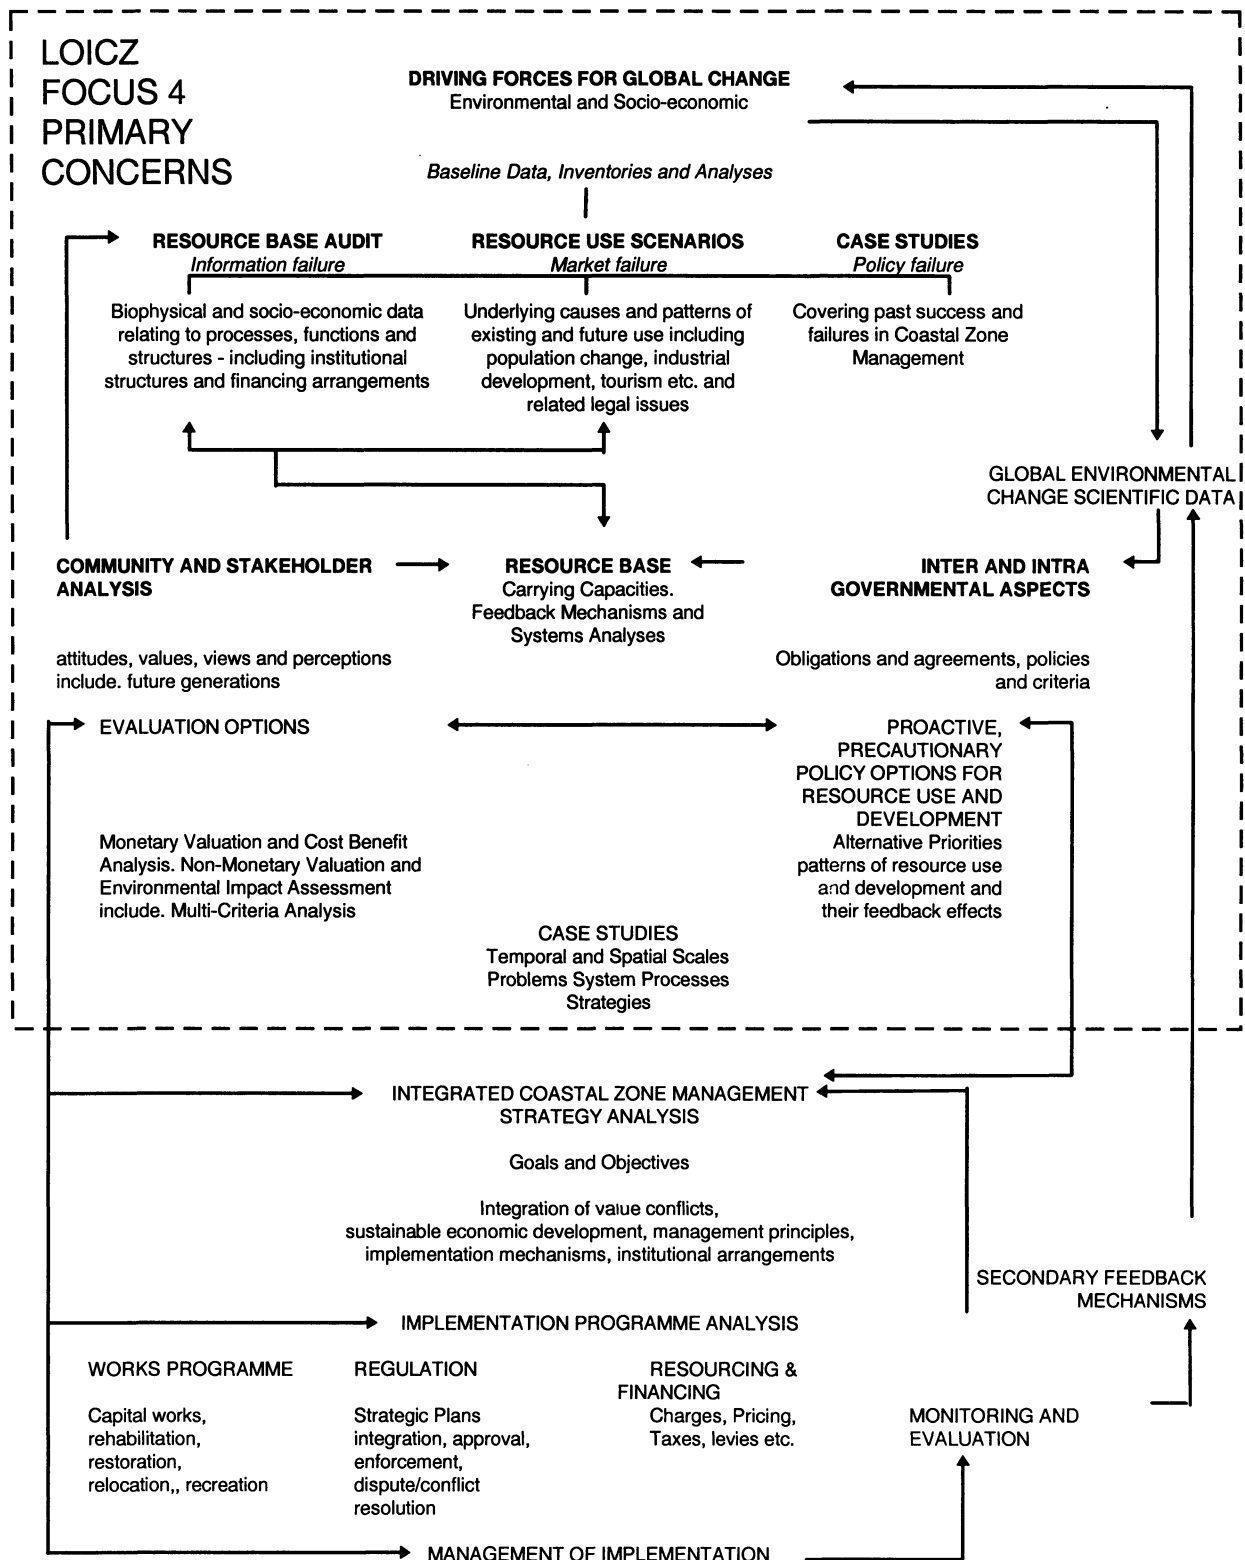 LOICZ
FOCUS 4
PRIMARY
CONCERNS
DRIVING FORCES FOR GLOBAL CHANGE
Environmental and Socio-economic
Baseline Data, Inventories and Analyses
RESOURCE BASE AUDIT
Information failure
RESOURCE USE SCENARIOS
Market failure
CASE STUDIES
Policy failure
Biophysical and socio-economic data
relating to processes, functions and
structures - including institutional
structures and financing arrangements
Underlying causes and patterns of
existing and future use including
population change, industrial
development, tourism etc. and
related legal issues
Covering past success and
failures in Coastal Zone
Management
GLOBAL ENVIRONMENTAL
CHANGE SCIENTIFIC DATA
COMMUNITY AND STAKEHOLDER
ANALYSIS
attitudes, values, views and perceptions
include. future generations
RESOURCE BASE
Carrying Capacities.
Feedback Mechanisms and
Systems Analyses
INTER AND INTRA
GOVERNMENTAL ASPECTS
Obligations and agreements, policies
and criteria
EVALUATION OPTIONS
Monetary Valuation and Cost Benefit
Analysis. Non-Monetary Valuation and
Environmental Impact Assessment
include. Multi-Criteria Analysis
PROACTIVE,
PRECAUTIONARY
POLICY OPTIONS FOR
RESOURCE USE AND
DEVELOPMENT
Alternative Priorities
patterns of resource use
and development and
their feedback effects
CASE STUDIES
Temporal and Spatial Scales
Problems System Processes
Strategies
INTEGRATED COASTAL ZONE MANAGEMENT
STRATEGY ANALYSIS
Goals and Objectives
Integration of value conflicts,
sustainable economic development, management principles,
implementation mechanisms, institutional arrangements
SECONDARY FEEDBACK
MECHANISMS
IMPLEMENTATION PROGRAMME ANALYSIS
WORKS PROGRAMME
Capital works,
rehabilitation,
restoration,
relocation,, recreation
REGULATION
Strategic Plans
integration, approval,
enforcement,
dispute/conflict
resolution
RESOURCING &
FINANCING
Charges, Pricing,
Taxes, levies etc.
MONITORING AND
EVALUATION
MANAGEMENT OF IMPLEMENTATION